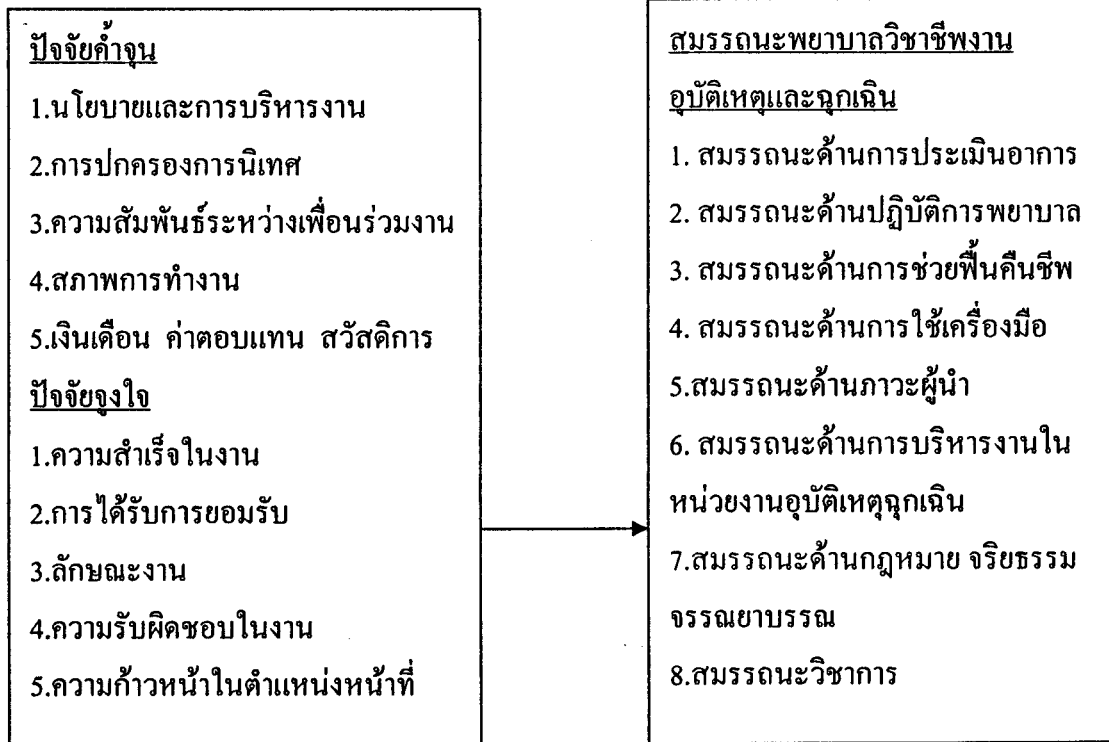 ปัจจัยค้ำจุน
1.นโยบายและการบริหารงาน
2.การปกครองการนิเทศ
3.ความสัมพันธ์ระหว่างเพื่อนร่วมงาน
4.สภาพการทำงาน
5.เงินเดือน ค่าตอบแทน สวัสดิการ
ปัจจัยจูงใจ
1.ความสำเร็จในงาน
2.การได้รับการยอมรับ
3.ลักษณะงาน
4.ความรับผิดชอบในงาน
5.ความก้าวหน้าในตำแหน่งหน้าที่
สมรรถนะพยาบาลวิชาชีพงาน
อุบัติเหตุและฉุกเฉิน
1. สมรรถนะด้านการประเมินอาการ
2. สมรรถนะด้านปฏิบัติการพยาบาล
3. สมรรถนะด้านการช่วยฟื้นคืนชีพ
4. สมรรถนะด้านการใช้เครื่องมือ
5.สมรรถนะด้านภาวะผู้นำ
6. สมรรถนะด้านการบริหารงานใน
หน่วยงานอุบัติเหตุฉุกเฉิน
7.สมรรถนะด้านกฎหมาย จริยธรรม
จรรณยาบรรณ
8.สมรรถนะวิชาการ